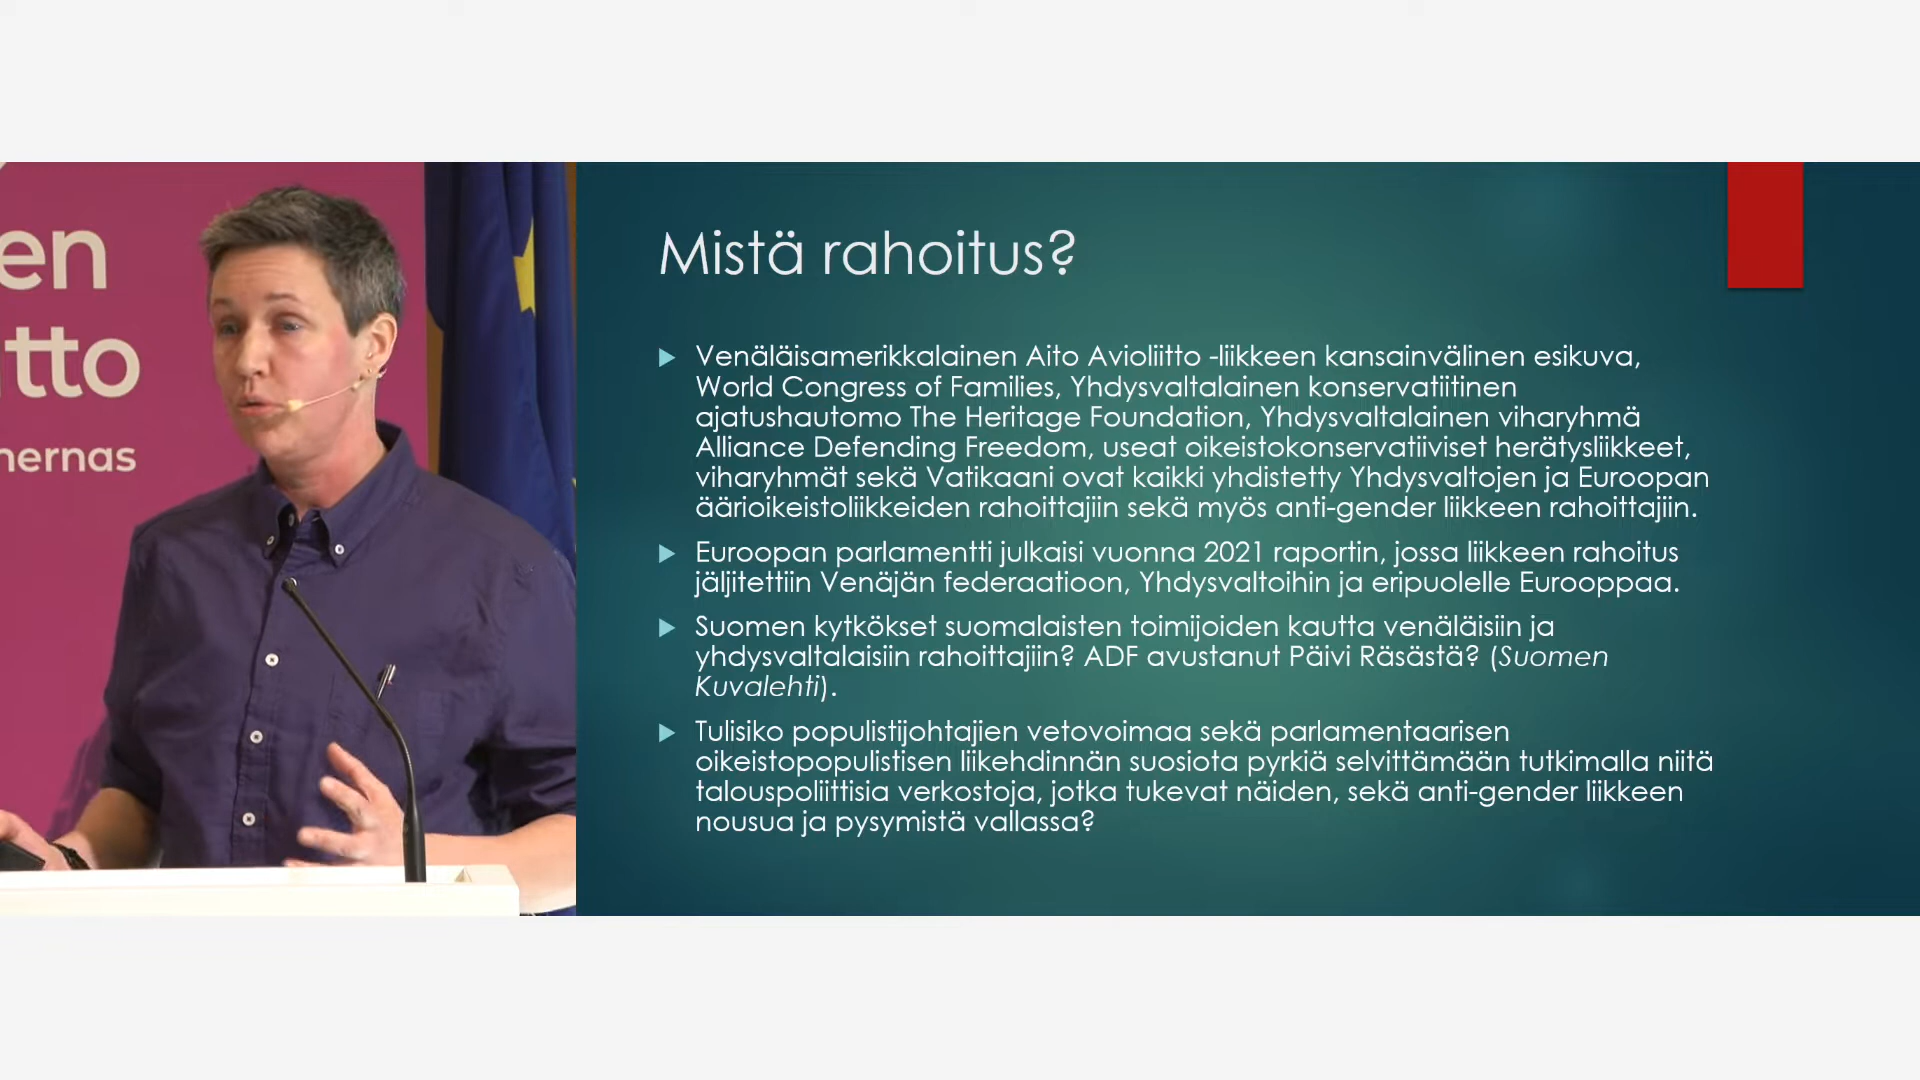 en
tto
hernas
Mistä rahoitus?
Venäläisamerikkalainen Aito Avioliitto -liikkeen kansainvälinen esikuva,
World Congress of Families, Yhdysvaltalainen konservatiitinen
ajatushautomo The Heritage Foundation, Yhdysvaltalainen viharyhmä
Alliance Defending Freedom, useat oikeistokonservatiiviset herätysliikkeet,
viharyhmät sekä Vatikaani ovat kaikki yhdistetty Yhdysvaltojen ja Euroopan
äärioikeistoliikkeiden rahoittajiin sekä myös anti-gender liikkeen rahoittajiin.
Euroopan parlamentti julkaisi vuonna 2021 raportin, jossa liikkeen rahoitus
jäljitettiin Venäjän federaatioon, Yhdysvaltoihin ja eripuolelle Eurooppaa.
Suomen kytkökset suomalaisten toimijoiden kautta venäläisiin ja
yhdysvaltalaisiin rahoittajiin? ADF avustanut Päivi Räsästä? (Suomen
Kuvalehti).
Tulisiko populistijohtajien vetovoimaa sekä parlamentaarisen
oikeistopopulistisen liikehdinnän suosiota pyrkiä selvittämään tutkimalla niitä
talouspoliittisia verkostoja, jotka tukevat näiden, sekä anti-gender liikkeen
nousua ja pysymistä vallassa?